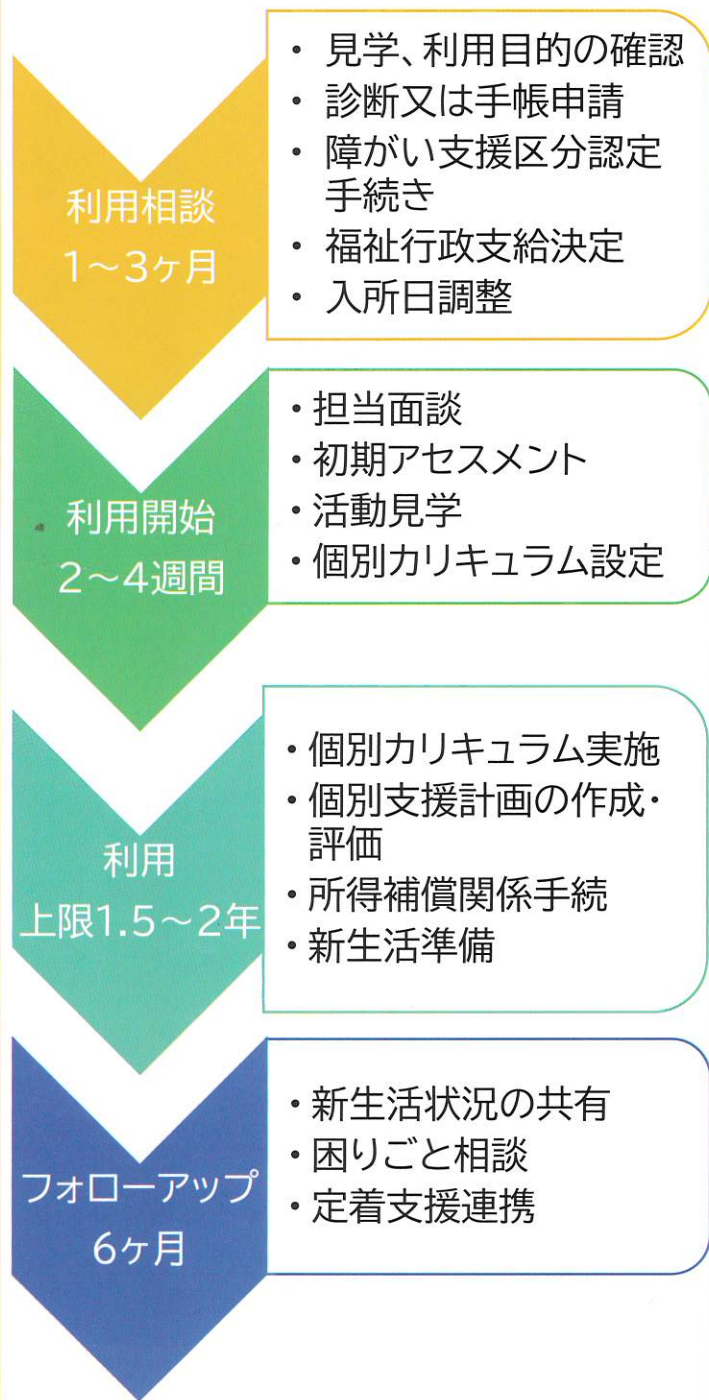 利用相談
1～3ヶ月
・ 見学、利用目的の確認
・ 診断又は手帳申請
・ 障がい支援区分認定
手続き
・ 福祉行政支給決定
・ 入所日調整
利用開始
2～4週間
・担当面談
・初期アセスメント
・活動見学
・個別カリキュラム設定
利用
上限1.5～2年
・個別カリキュラム実施
・個別支援計画の作成・
評価
・所得補償関係手続
・新生活準備
フォローアップ
6ヶ月
・新生活状況の共有
・困りごと相談
・定着支援連携